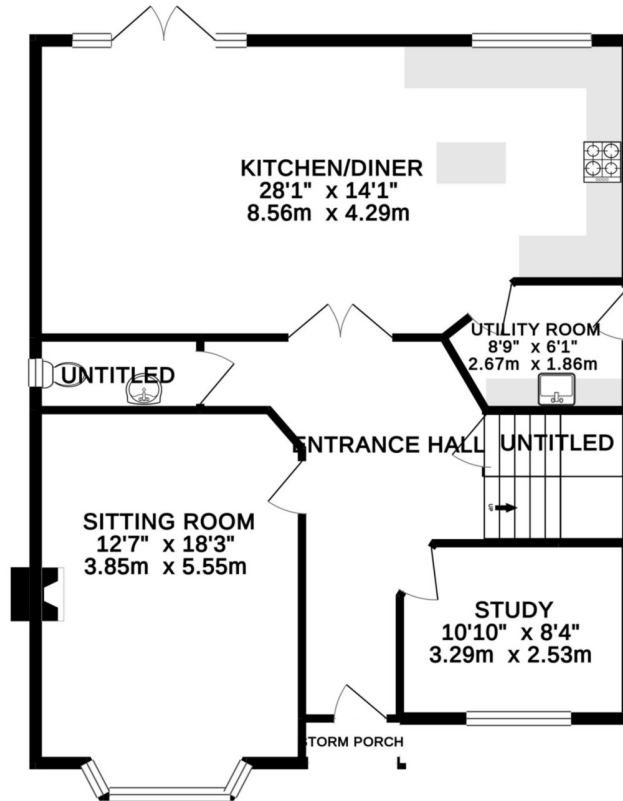 KITCHEN/DINER
28'1" x 14'1"
8.56m x 4.29m
UTILITY ROOM
8'9" x 6'1"
2.67m x 1.86m
UNTITLED
ENTRANCE HALL
UNTITLED
SITTING ROOM
12'7" x 18'3"
3.85m x 5.55m
STUDY
10'10" x 8'4"
3.29m x 2.53m
STORM PORCH